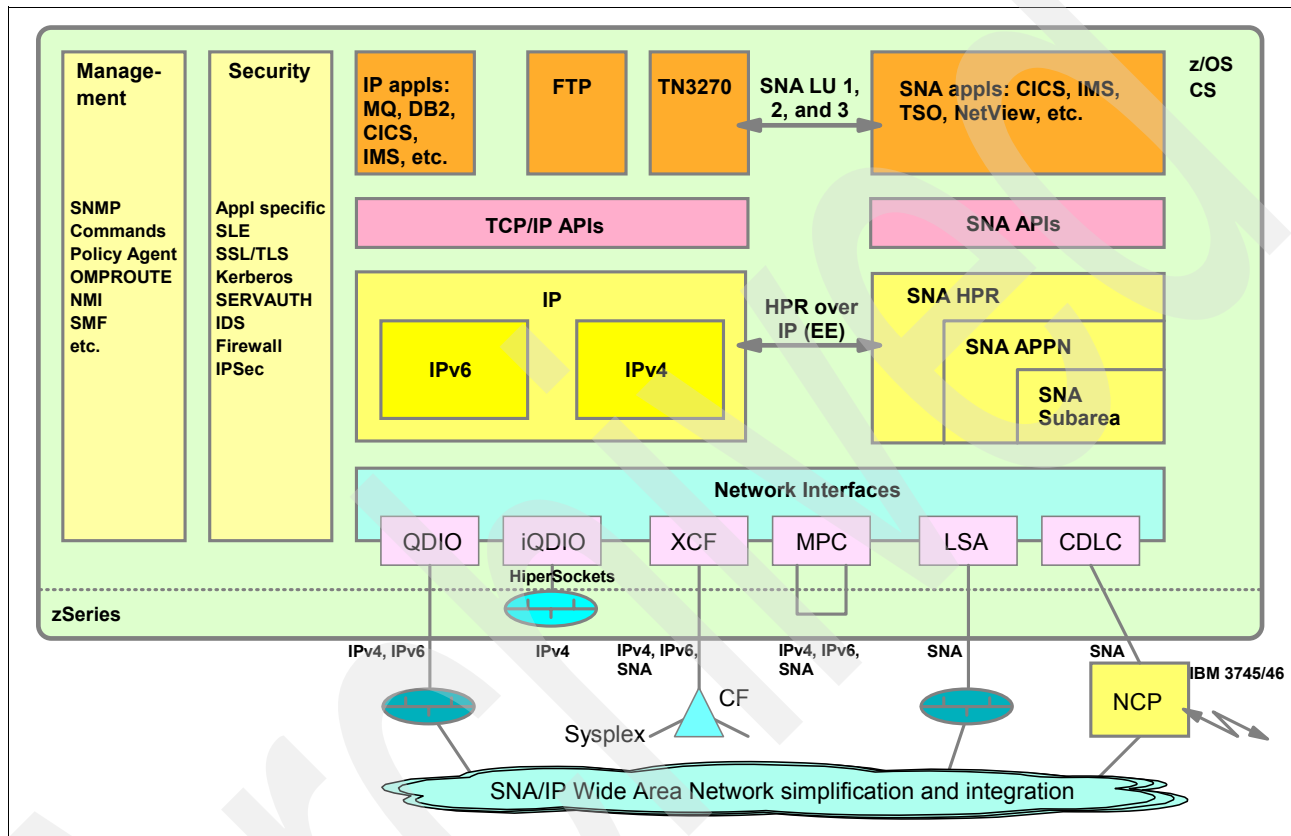 Manage-
ment
SNMP
Commands
Policy Agent
OMPROUTE
NMI
SMF
etc.
Security
Appl specific
SLE
SSL/TLS
Kerberos
SERVAUTH
IDS
Firewall
IPSec
IP appls:
MQ, DB2,
CICS,
IMS, etc.
FTP
TN3270
SNA LU 1,
2, and 3
SNA appls: CICS, IMS,
TSO, NetView, etc.
z/OS
CS
TCP/IP APIs
SNA APIs
IP
IPv6
IPv4
HPR over
IP (EE)
SNA HPR
SNA APPN
SNA
Subarea
Network Interfaces
QDIO
iQDIO
XCF
MPC
LSA
CDLC
HiperSockets
zSeries
IPv4, IPv6
IPv4
IPv4, IPv6,
SNA
IPv4, IPv6,
SNA
SNA
SNA
IBM 3745/46
CF
Sysplex
NCP
SNA/IP Wide Area Network simplification and integration